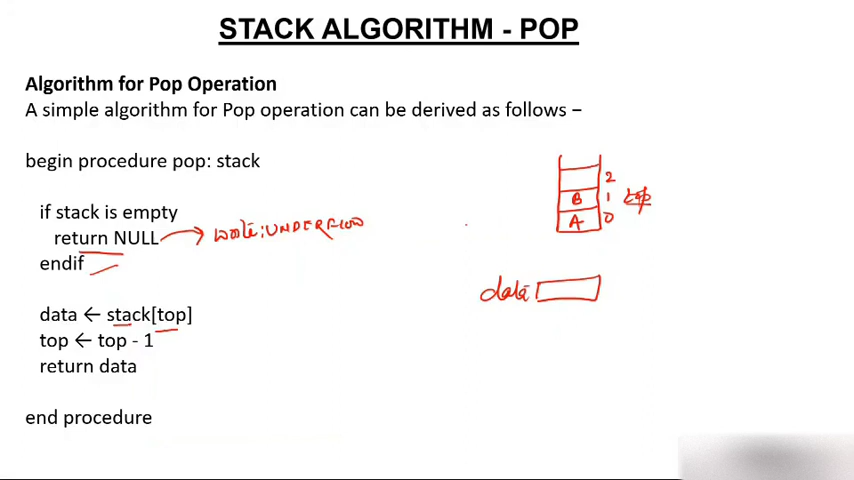 STACK ALGORITHM - POP
Algorithm for Pop Operation
A simple algorithm for Pop operation can be derived as follows −
begin procedure pop: stack
if stack is empty
return NULL
write: UNDERFLOW
endif
data ← stack[top]
top ← top - 1
return data
end procedure
2
B 1 top
A 0
data